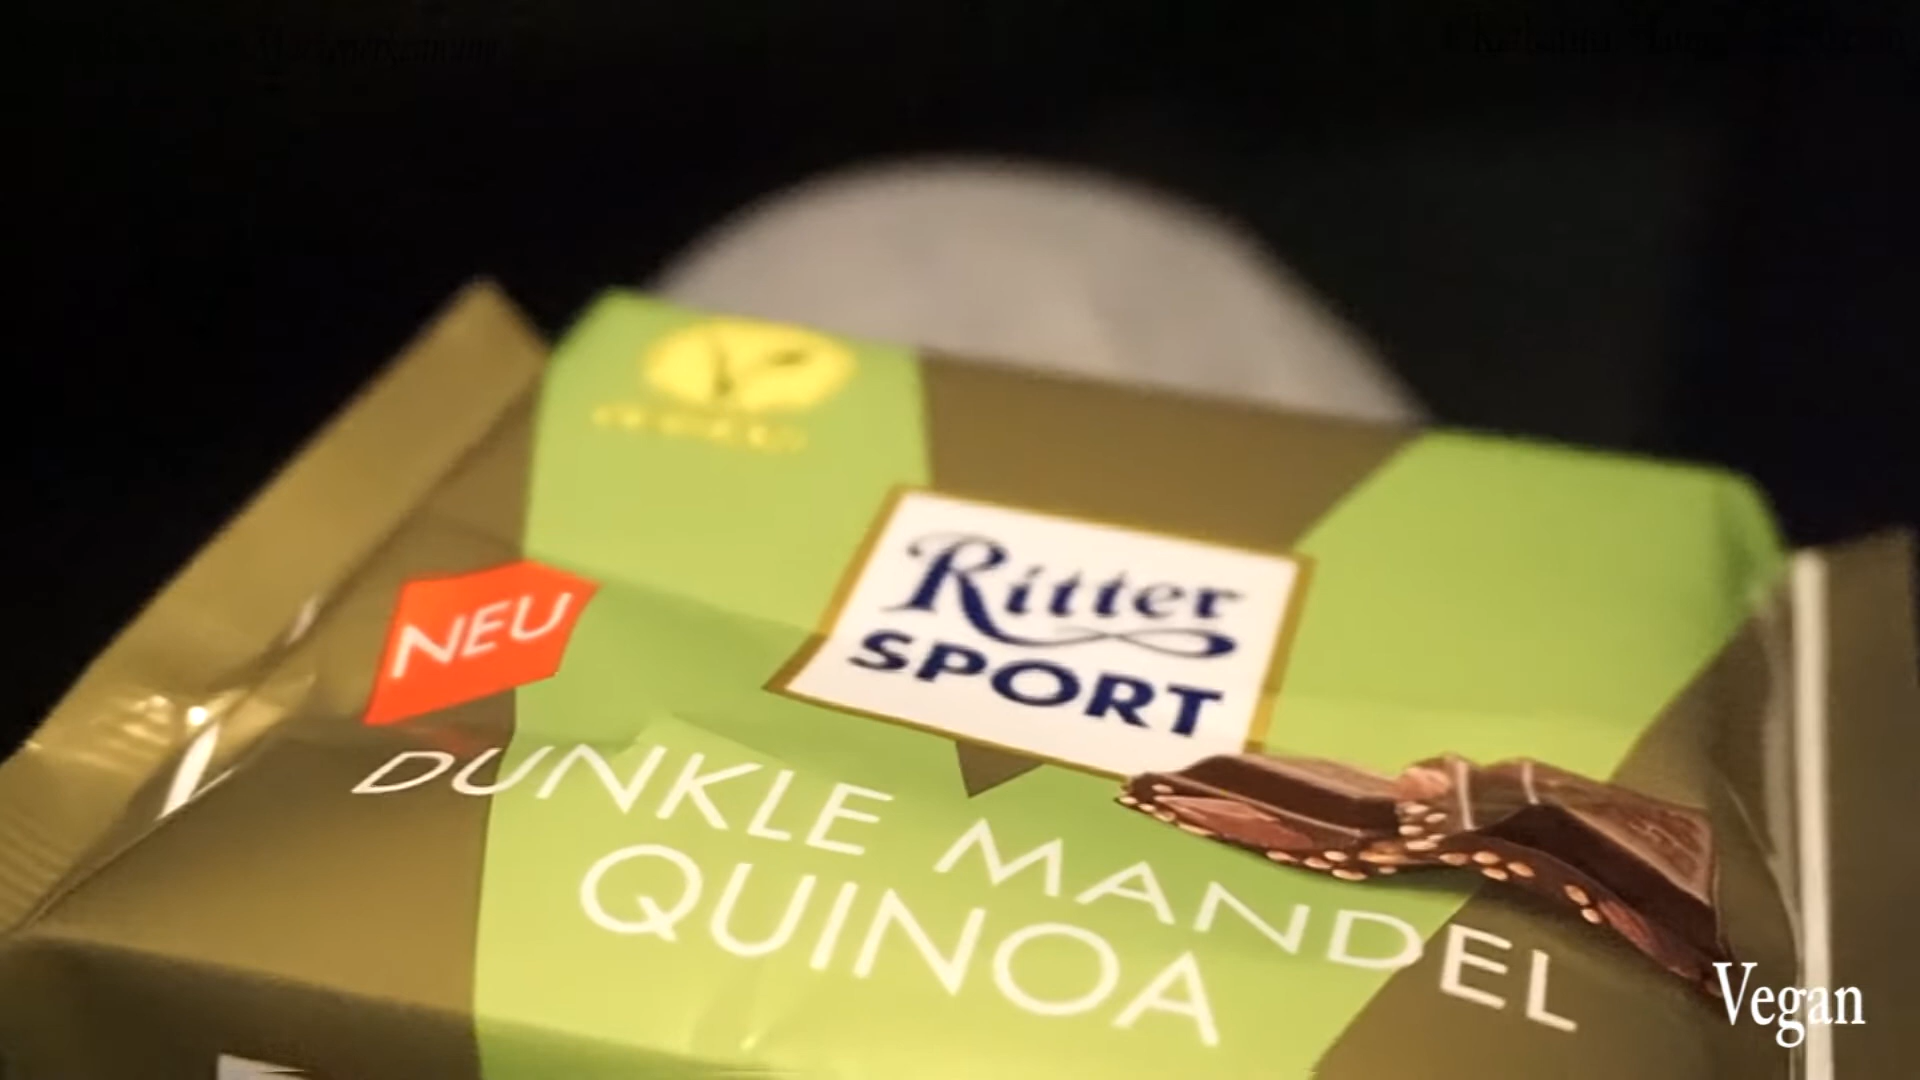 NEU
Ritter
SPORT
DUNKLE MANDEL
QUINOA
Vegan